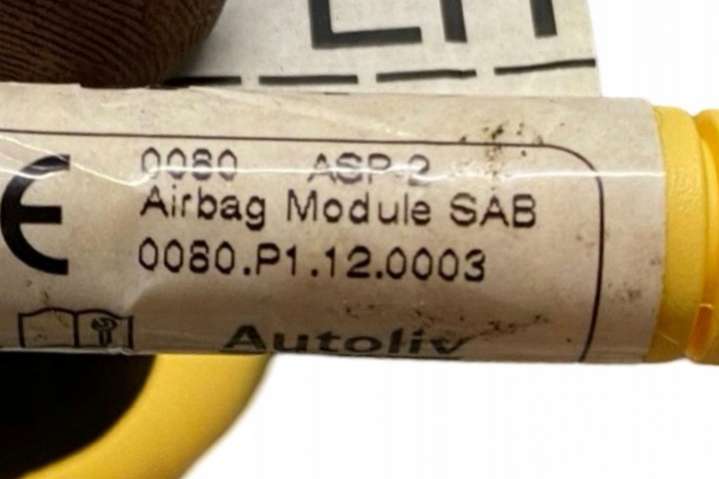 0080 ASP-2
Airbag Module SAB
0080.P1.12.0003
Autoliv